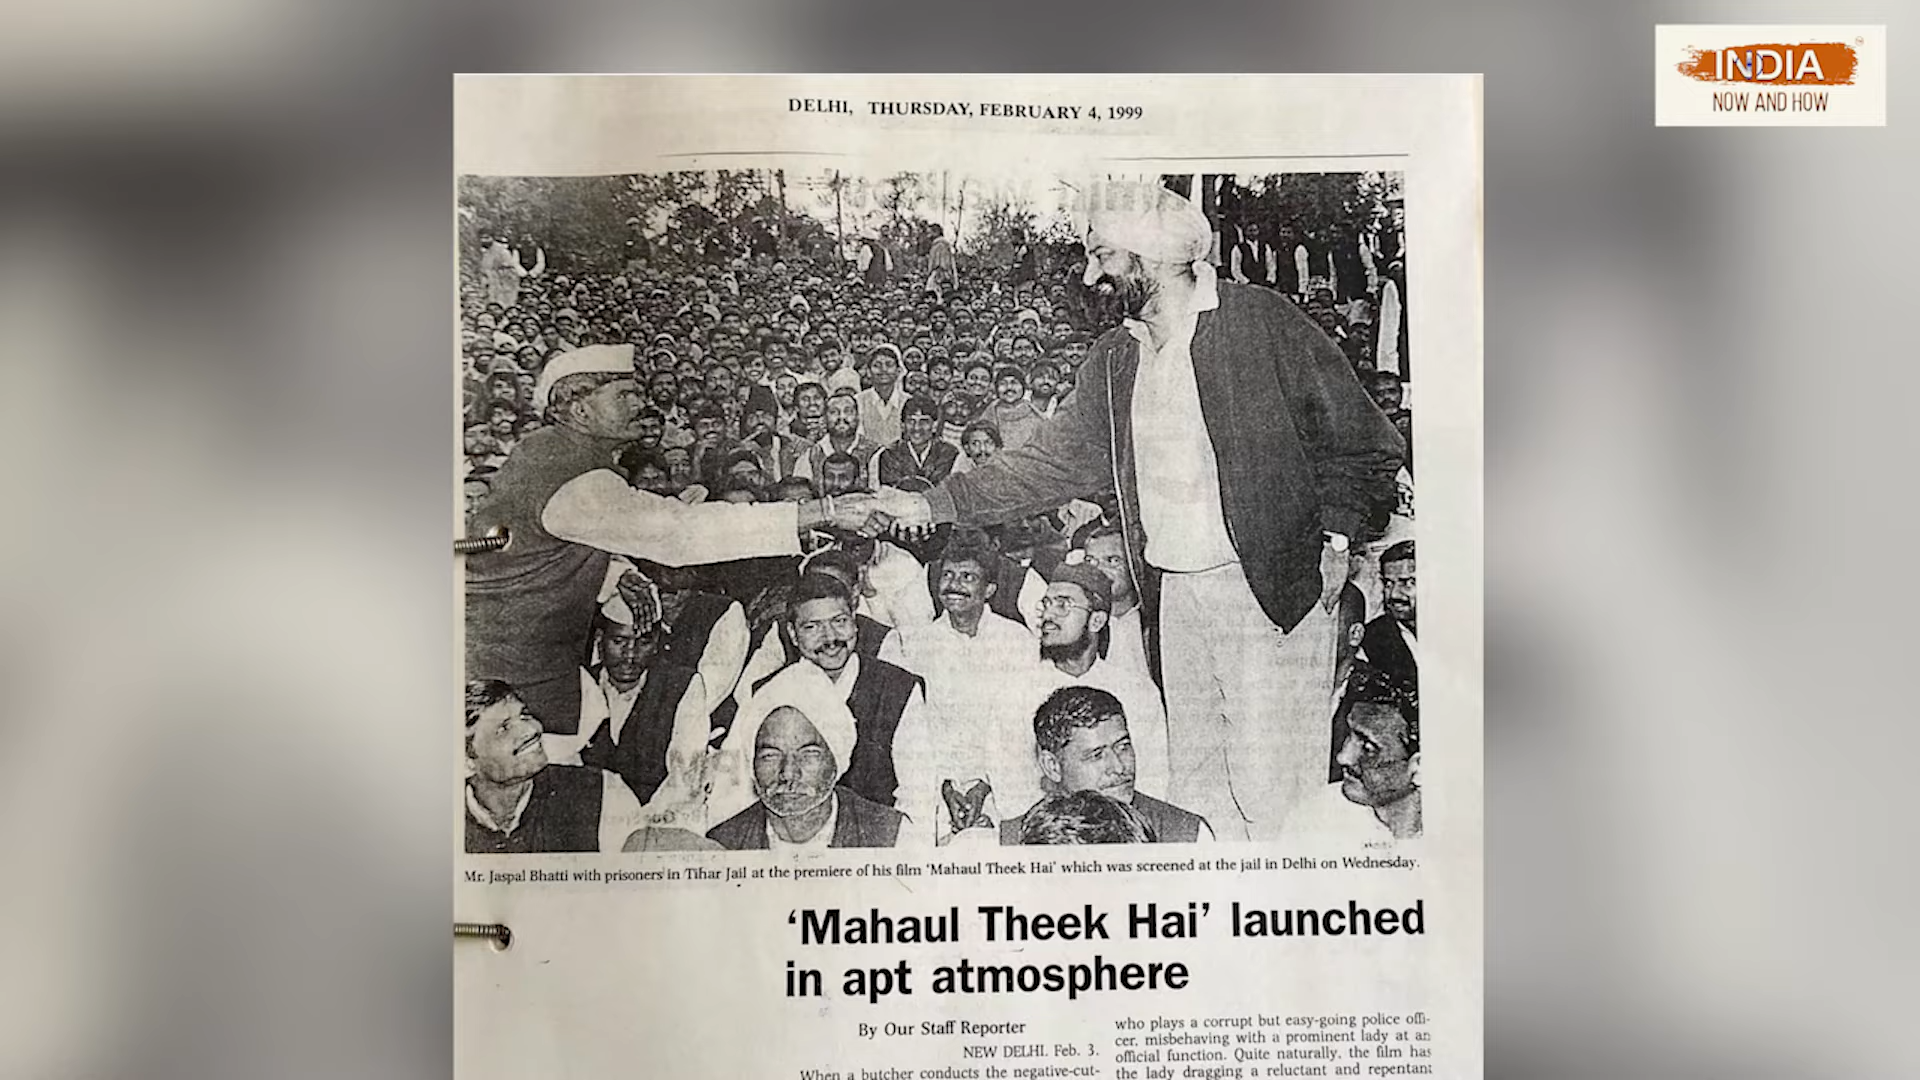 INDIA
NOW AND HOW
DELHI, THURSDAY, FEBRUARY 4, 1999
Mr. Jaspal Bhatti with prisoners in Tihar Jail at the premiere of his film ‘Mahaul Theek Hai’ which was screened at the jail in Delhi on Wednesday.
‘Mahaul Theek Hai’ launched
in apt atmosphere
By Our Staff Reporter
NEW DELHI. Feb. 3.
When a butcher conducts the negative-cut-
who plays a corrupt but easy-going police offi-
cer, misbehaving with a prominent lady at an
official function. Quite naturally, the film has
the lady dragging a reluctant and repentant